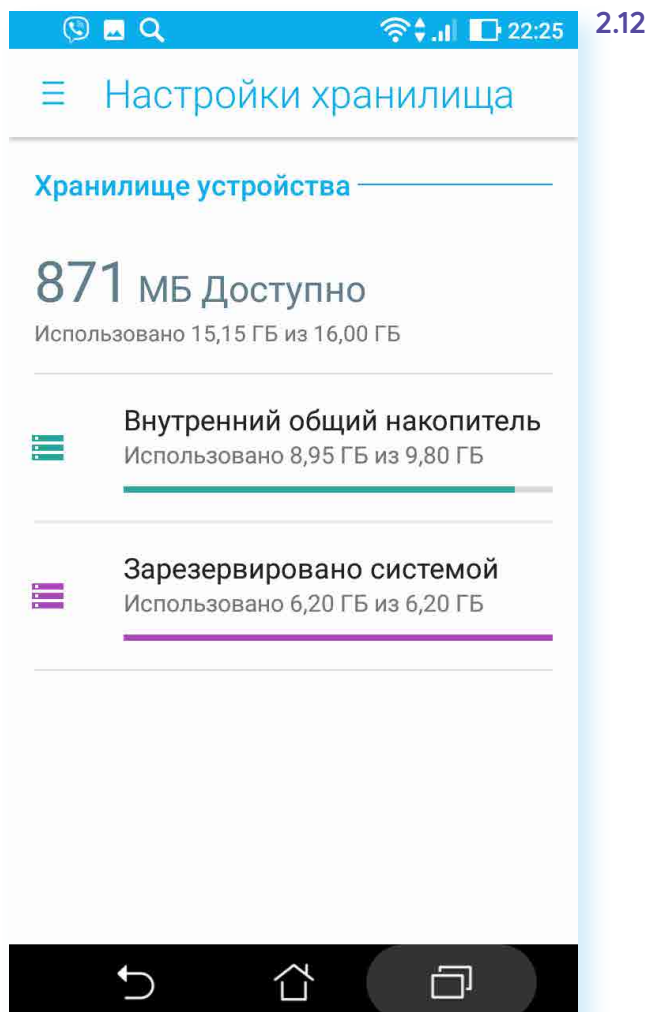 22:25
2.12
Настройки хранилища
Хранилище устройства
871 МБ Доступно
Использовано 15,15 ГБ из 16,00 ГБ
Внутренний общий накопитель
Использовано 8,95 ГБ из 9,80 ГБ
Зарезервировано системой
Использовано 6,20 ГБ из 6,20 ГБ